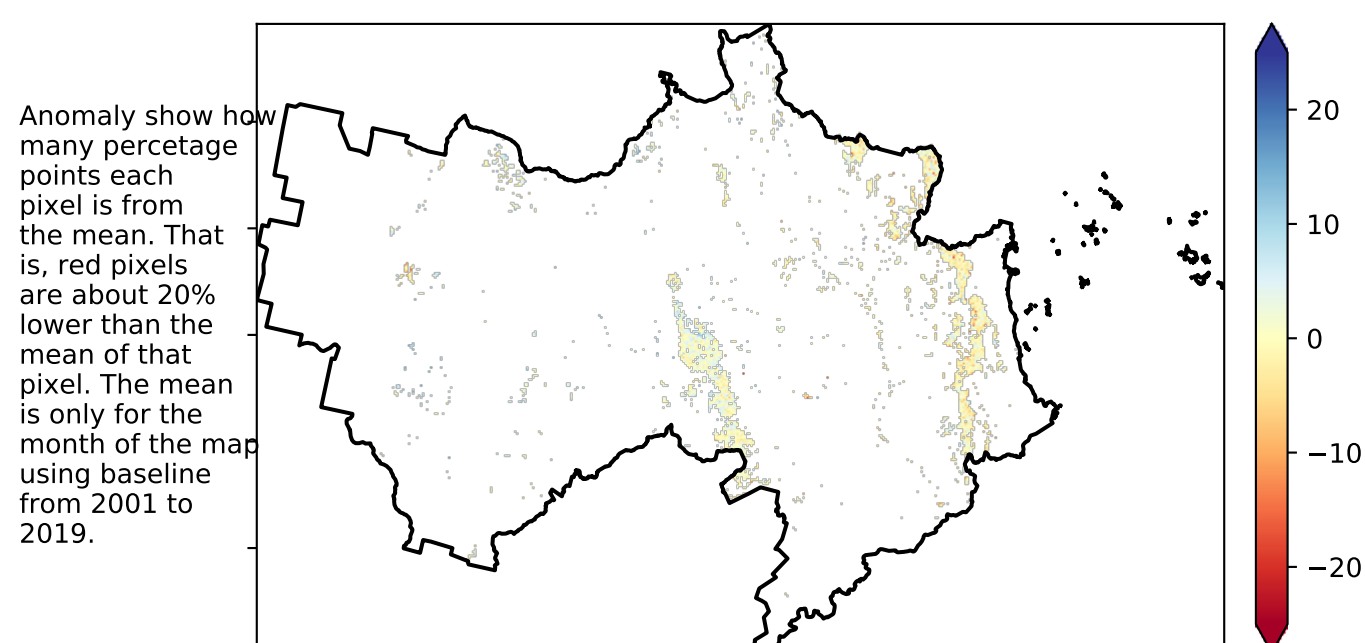 Anomaly show how
many percetage
points each
pixel is from
the mean. That
is, red pixels
are about 20%
lower than the
mean of that
pixel. The mean
is only for the
month of the map
using baseline
from 2001 to
2019.
20
10
0
−10
−20